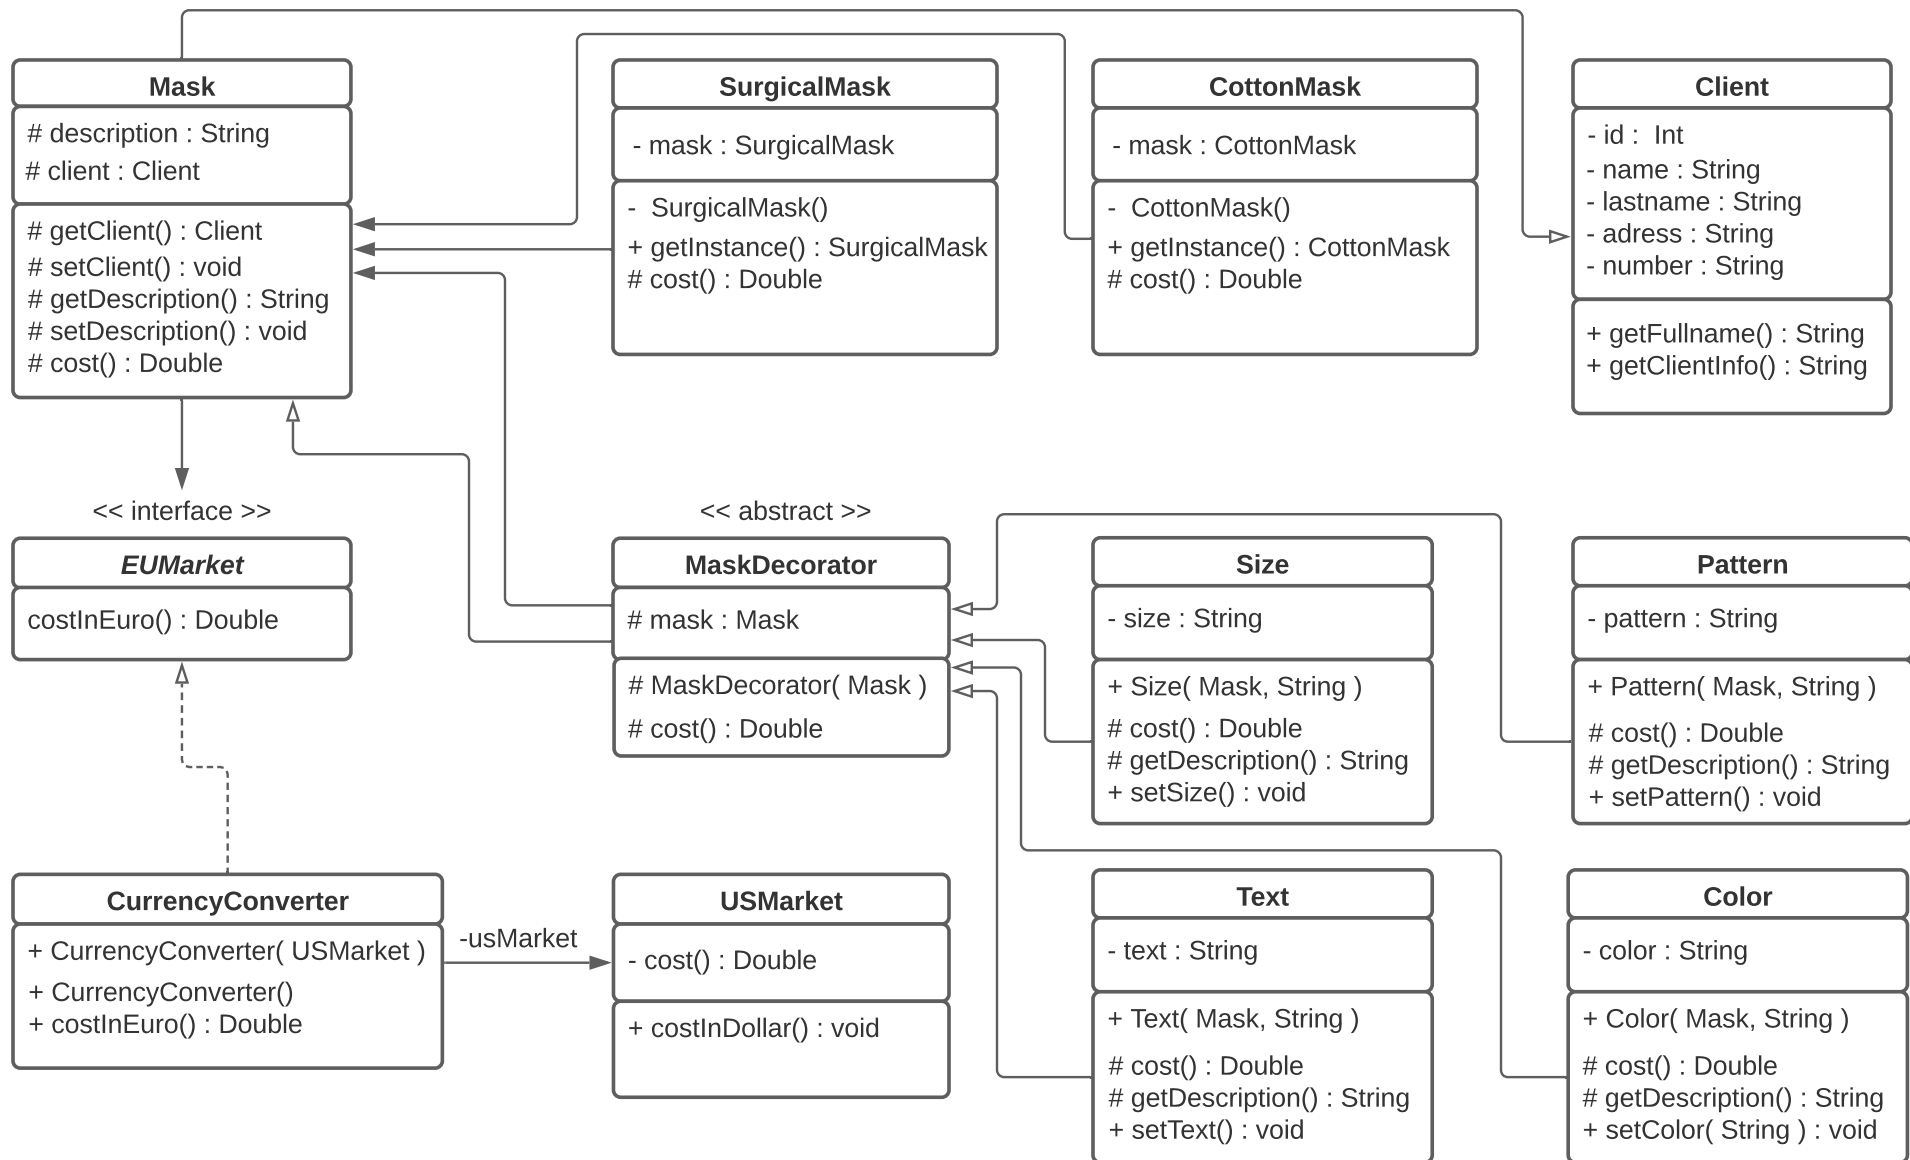 Mask
# description : String
# client : Client
# getClient() : Client
# setClient() : void
# getDescription() : String
# setDescription() : void
# cost() : Double
SurgicalMask
- mask : SurgicalMask
- SurgicalMask()
+ getInstance() : SurgicalMask
# cost() : Double
CottonMask
- mask : CottonMask
- CottonMask()
+ getInstance() : CottonMask
# cost() : Double
Client
- id : Int
- name : String
- lastname : String
- adress : String
- number : String
+ getFullname() : String
+ getClientInfo() : String
<< interface >>
EUMarket
costInEuro() : Double
<< abstract >>
MaskDecorator
# mask : Mask
# MaskDecorator( Mask )
# cost() : Double
Size
- size : String
+ Size( Mask, String )
# cost() : Double
# getDescription() : String
+ setSize() : void
Pattern
- pattern : String
+ Pattern( Mask, String )
# cost() : Double
# getDescription() : String
+ setPattern() : void
CurrencyConverter
+ CurrencyConverter( USMarket )
+ CurrencyConverter()
+ costInEuro() : Double
-usMarket
USMarket
- cost() : Double
+ costInDollar() : void
Text
- text : String
+ Text( Mask, String )
# cost() : Double
# getDescription() : String
+ setText() : void
Color
- color : String
+ Color( Mask, String )
# cost() : Double
# getDescription() : String
+ setColor( String ) : void